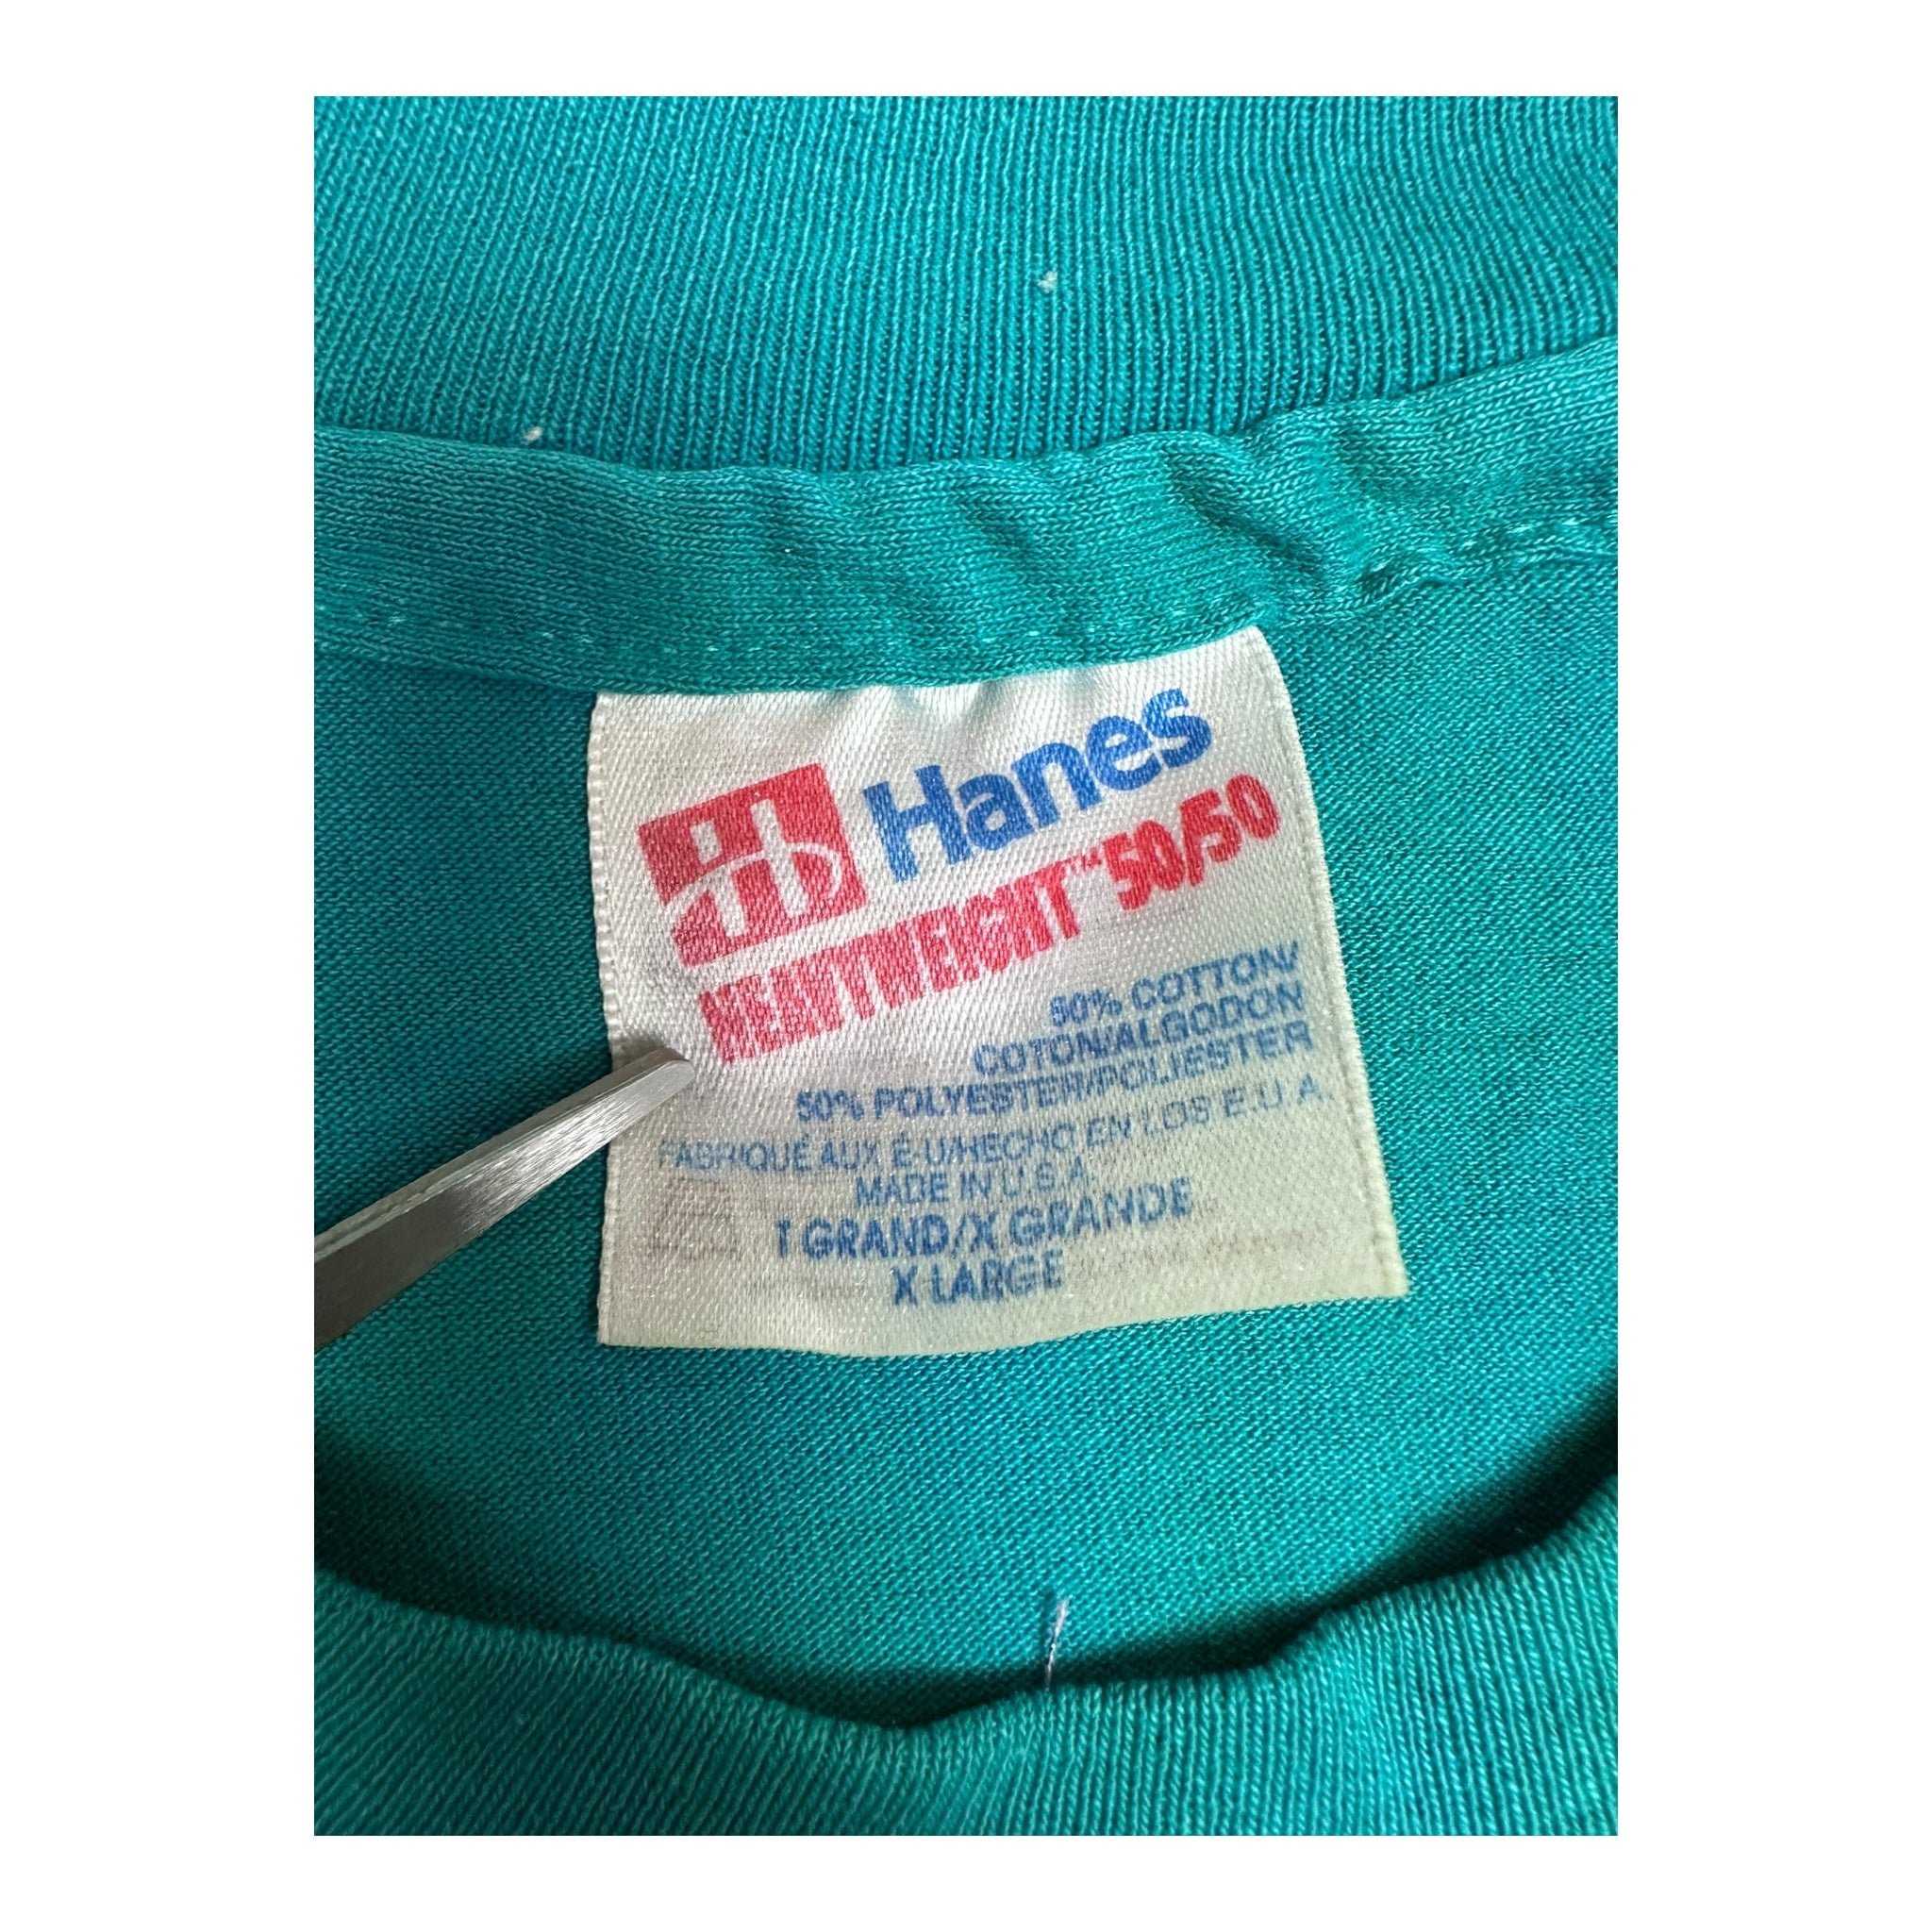 Hanes
HEAVYWEIGHT™ 50/50
50% COTTON/
COTON/ALGODON
50% POLYESTER/POLIESTER
FABRIQUÉ AUX É-U/HECHO EN LOS E.U.A.
MADE IN U.S.A.
T GRAND/X GRANDE
X LARGE